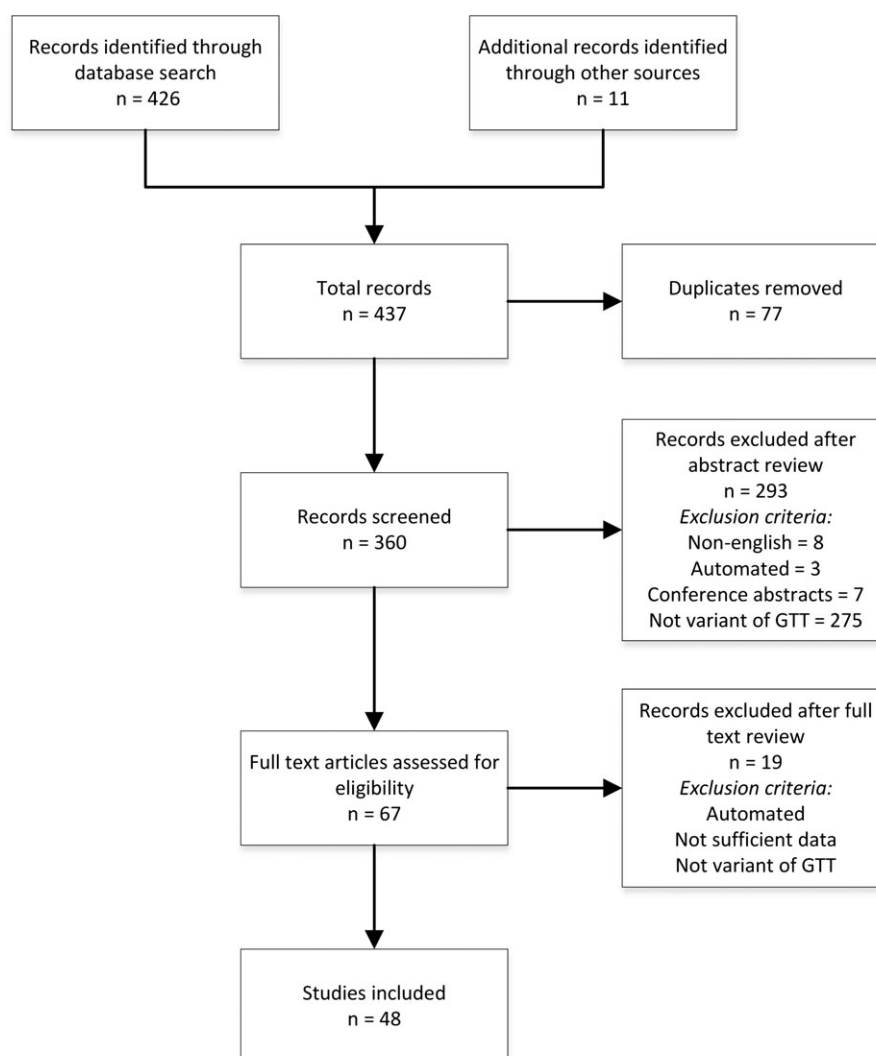 Records identified through
database search
n = 426
Additional records identified
through other sources
n = 11
Total records
n = 437
Duplicates removed
n = 77
Records screened
n = 360
Records excluded after
abstract review
n = 293
Exclusion criteria:
Non-english = 8
Automated = 3
Conference abstracts = 7
Not variant of GTT = 275
Full text articles assessed for
eligibility
n = 67
Records excluded after full
text review
n = 19
Exclusion criteria:
Automated
Not sufficient data
Not variant of GTT
Studies included
n = 48